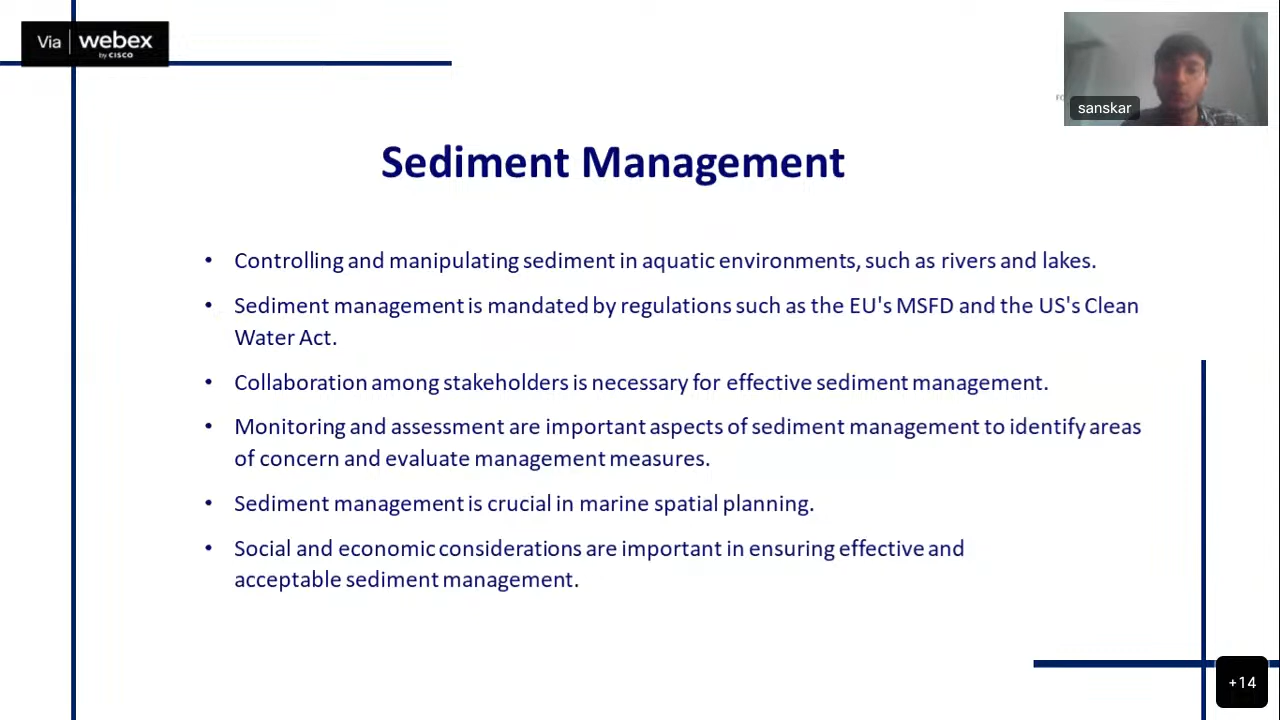 Via webex
by CISCO
sanskar
Sediment Management
• Controlling and manipulating sediment in aquatic environments, such as rivers and lakes.
• Sediment management is mandated by regulations such as the EU's MSFD and the US's Clean
Water Act.
• Collaboration among stakeholders is necessary for effective sediment management.
• Monitoring and assessment are important aspects of sediment management to identify areas
of concern and evaluate management measures.
• Sediment management is crucial in marine spatial planning.
• Social and economic considerations are important in ensuring effective and
acceptable sediment management.
+14